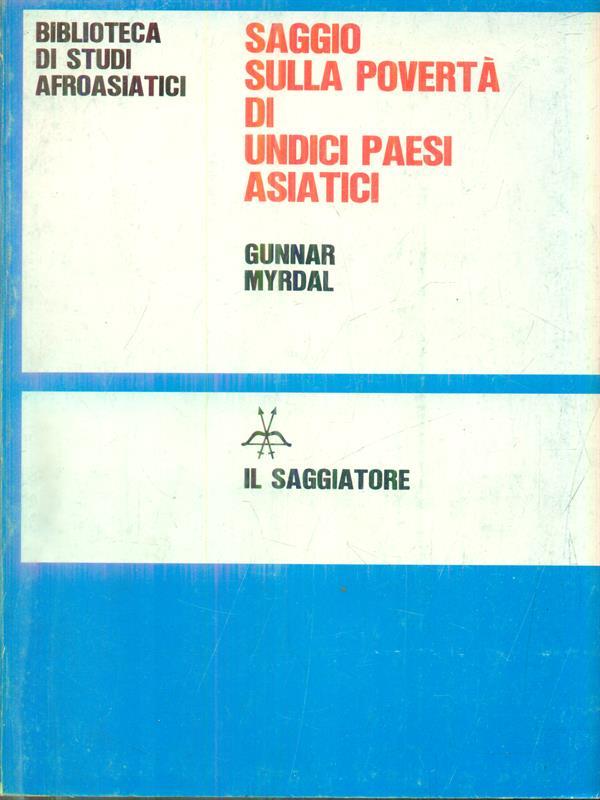 BIBLIOTECA
DI STUDI
AFROASIATICI
SAGGIO
SULLA POVERTÀ
DI
UNDICI PAESI
ASIATICI
GUNNAR
MYRDAL
IL SAGGIATORE